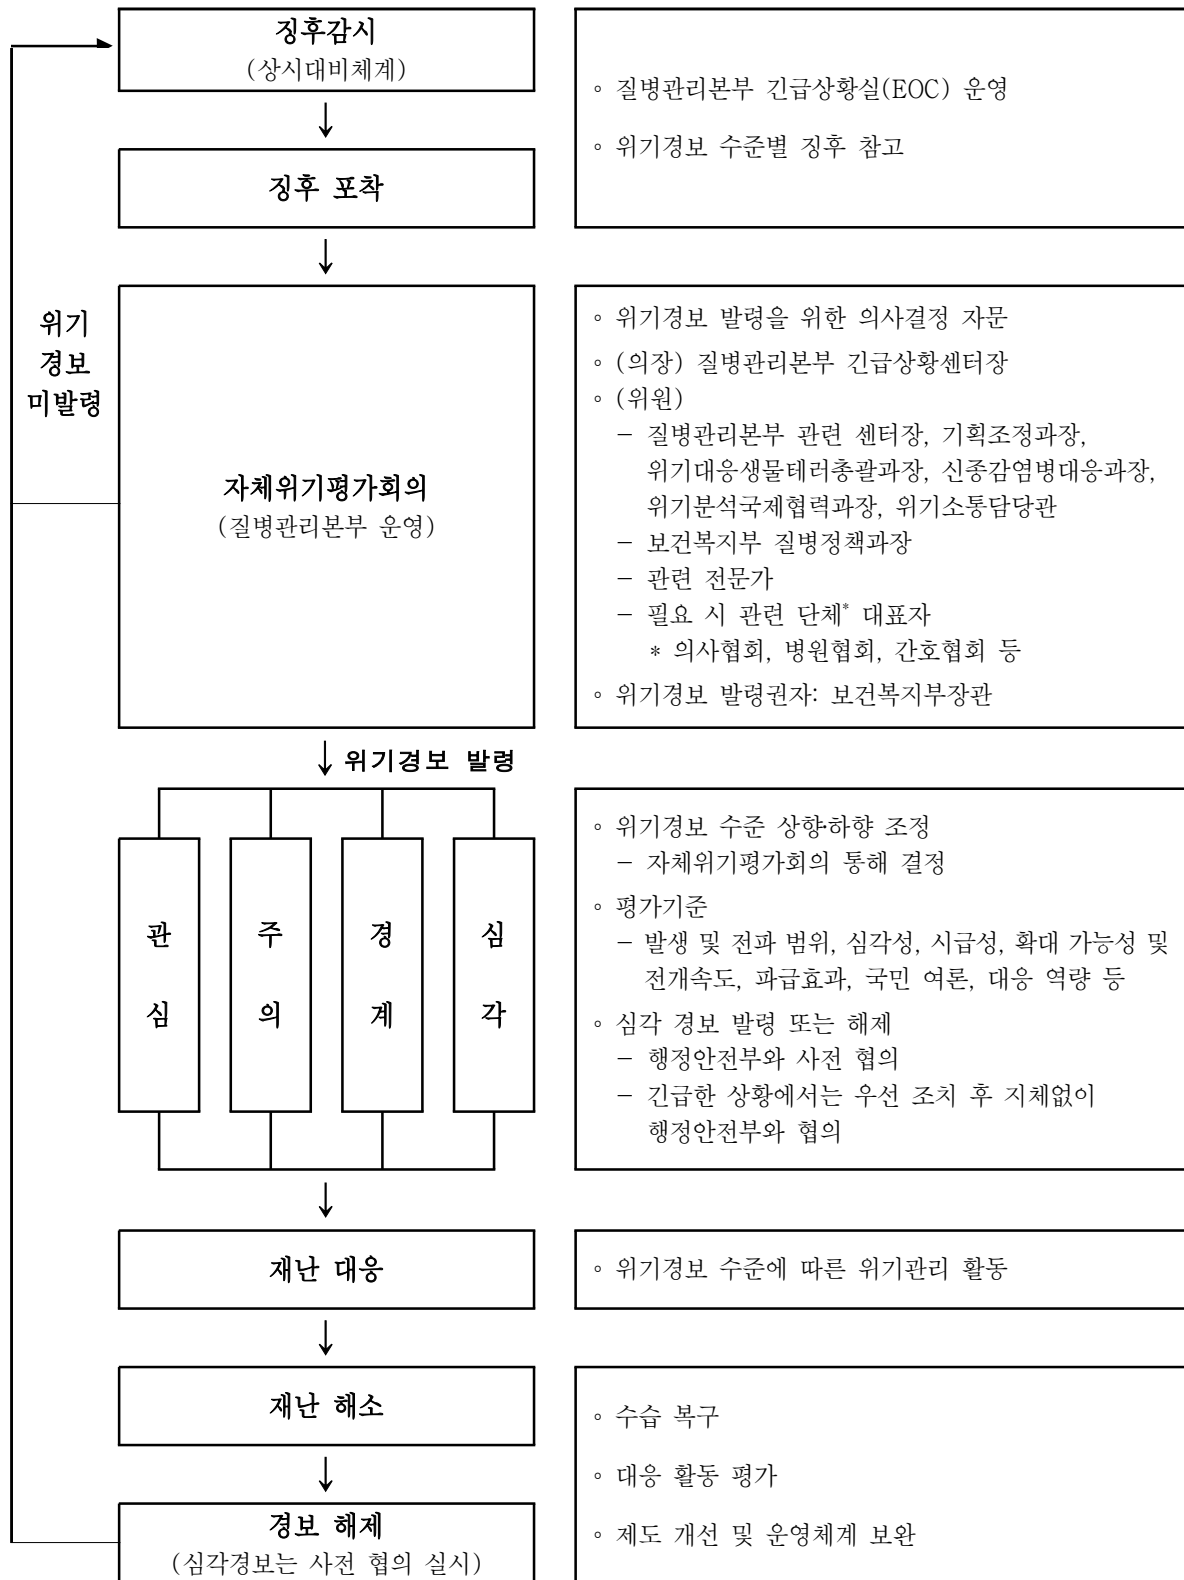 징후감시
(상시대비체계)
◦ 질병관리본부 긴급상황실(EOC) 운영
◦ 위기경보 수준별 징후 참고
↓
징후 포착
↓
위기
경보
미발령
자체위기평가회의
(질병관리본부 운영)
◦ 위기경보 발령을 위한 의사결정 자문
◦ (의장) 질병관리본부 긴급상황센터장
◦ (위원)
－ 질병관리본부 관련 센터장, 기획조정과장,
위기대응생물테러총괄과장, 신종감염병대응과장,
위기분석국제협력과장, 위기소통담당관
－ 보건복지부 질병정책과장
－ 관련 전문가
－ 필요 시 관련 단체* 대표자
* 의사협회, 병원협회, 간호협회 등
◦ 위기경보 발령권자: 보건복지부장관
↓ 위기경보 발령
관심
주의
경계
심각
◦ 위기경보 수준 상향·하향 조정
－ 자체위기평가회의 통해 결정
◦ 평가기준
－ 발생 및 전파 범위, 심각성, 시급성, 확대 가능성 및
전개속도, 파급효과, 국민 여론, 대응 역량 등
◦ 심각 경보 발령 또는 해제
－ 행정안전부와 사전 협의
－ 긴급한 상황에서는 우선 조치 후 지체없이
행정안전부와 협의
↓
재난 대응
◦ 위기경보 수준에 따른 위기관리 활동
↓
재난 해소
↓
경보 해제
(심각경보는 사전 협의 실시)
◦ 수습 복구
◦ 대응 활동 평가
◦ 제도 개선 및 운영체계 보완